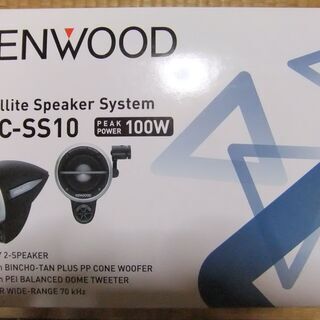 ENWOOD
llite Speaker System
C-SS10 PEAK POWER 100W
KENWOOD
2-SPEAKER
BINCHO-TAN PLUS PP CONE WOOFER
PEI BALANCED DOME TWEETER
R WIDE-RANGE 70 kHz